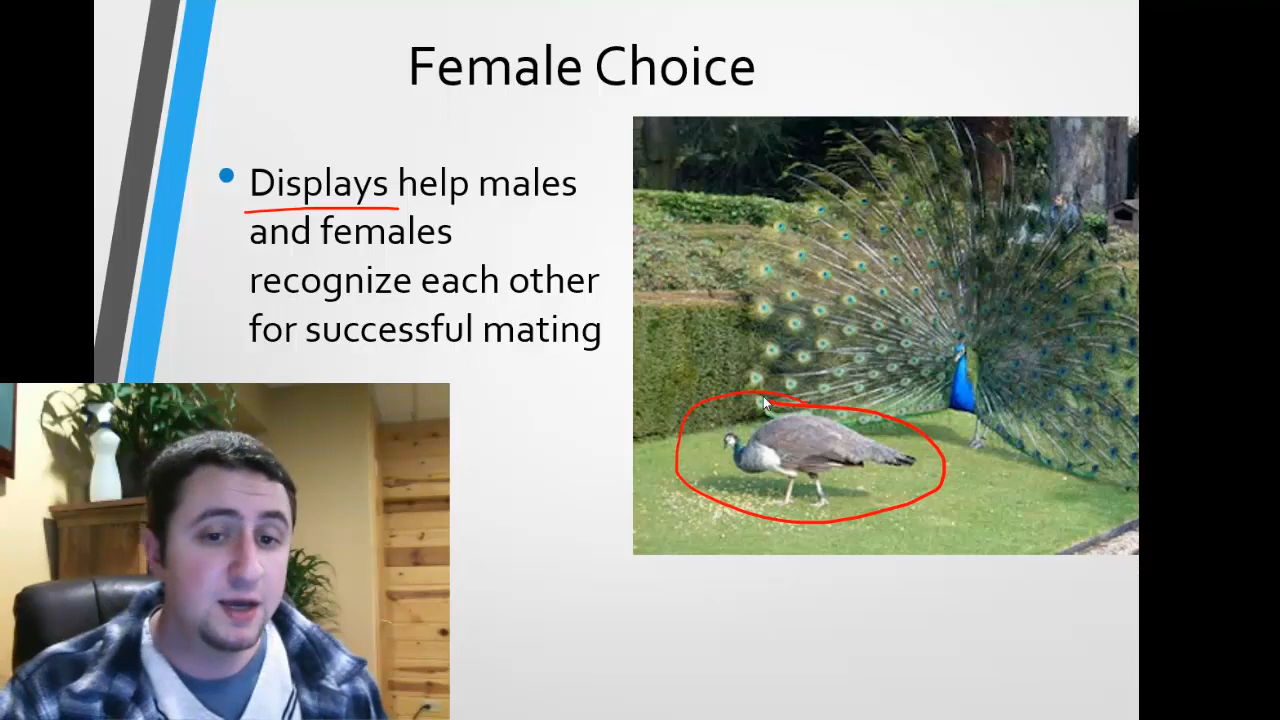 Female Choice
Displays help males
and females
recognize each other
for successful mating